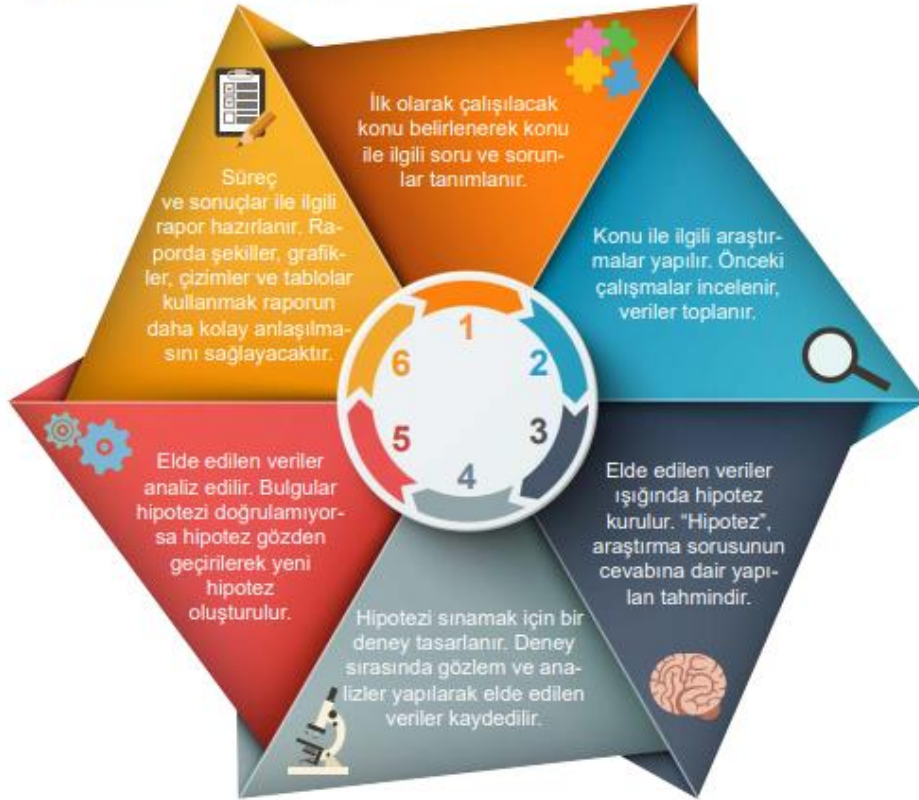 İlk olarak çalışılacak
konu belirlenerek konu
ile ilgili soru ve sorun-
lar tanımlanır.
Konu ile ilgili araştır-
malar yapılır. Önceki
çalışmalar incelenir,
veriler toplanır.
Elde edilen veriler
ışığında hipotez
kurulur. “Hipotez”,
araştırma sorusunun
cevabına dair yapı-
lan tahmindir.
Hipotezi sınamak için bir
deney tasarlanır. Deney
sırasında gözlem ve ana-
lizler yapılarak elde edilen
veriler kaydedilir.
Elde edilen veriler
analiz edilir. Bulgular
hipotezi doğrulamıyor-
sa hipotez gözden
geçirilerek yeni
hipotez
oluşturulur.
Süreç
ve sonuçlar ile ilgili
rapor hazırlanır. Ra-
porda şekiller, grafik-
ler, çizimler ve tablolar
kullanmak raporun
daha kolay anlaşılma-
sını sağlayacaktır.
1
2
3
4
5
6